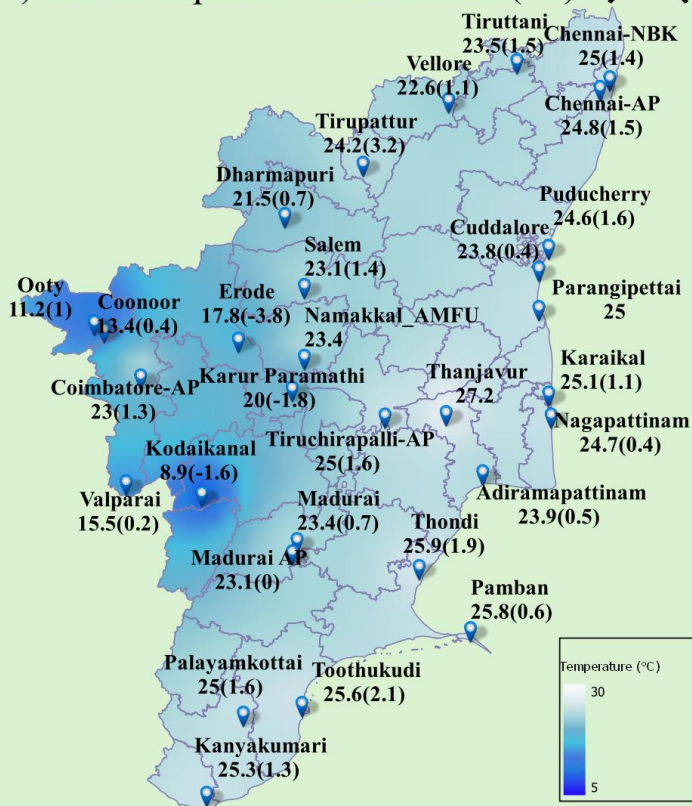 Tiruttani
23.5(1.5)
Chennai-NBK
25(1.4)
Vellore
22.6(1.1)
Chennai-AP
24.8(1.5)
Tirupattur
24.2(3.2)
Dharmapuri
21.5(0.7)
Puducherry
24.6(1.6)
Cuddalore
23.8(0.4)
Salem
23.1(1.4)
Ooty
11.2(1)
Coonoor
13.4(0.4)
Erode
17.8(-3.8)
Namakkal_AMFU
23.4
Parangipettai
25
Karaikal
25.1(1.1)
Coimbatore-AP
23(1.3)
Karur Paramathi
20(-1.8)
Thanjavur
27.2
Nagapattinam
24.7(0.4)
Tiruchirapalli-AP
25(1.6)
Kodaikanal
8.9(-1.6)
Valparai
15.5(0.2)
Madurai
23.4(0.7)
Adiramapattinam
23.9(0.5)
Thondi
25.9(1.9)
Madurai AP
23.1(0)
Pamban
25.8(0.6)
Palayamkottai
25(1.6)
Toothukudi
25.6(2.1)
Kanyakumari
25.3(1.3)
Temperature (°C)
30
5